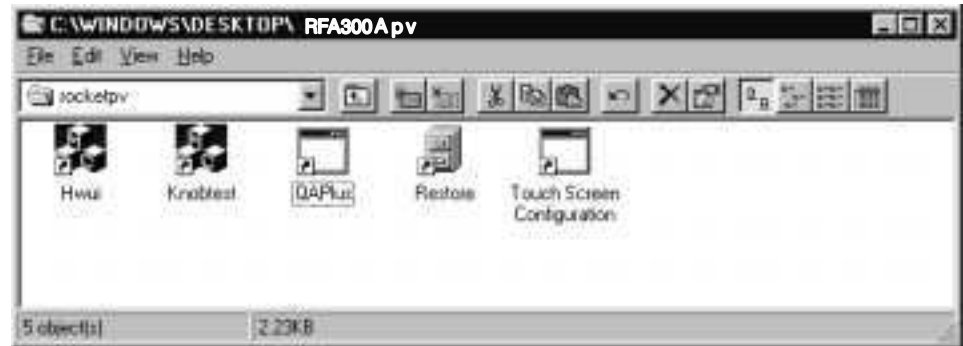 C:\WINDOWS\DESKTOP\ RFA300A pv
File Edit View Help
rocketpv
Hwui Knobtest QAPlus Restore Touch Screen Configuration
5 object(s) 2.23KB